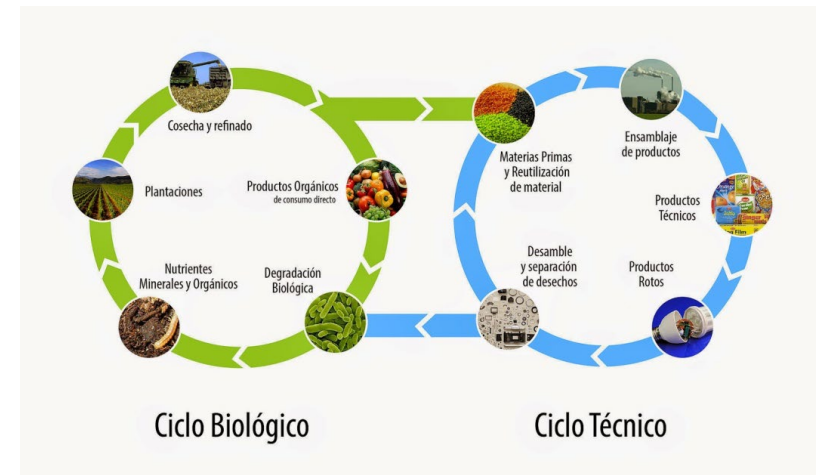 Cosecha y refinado
Plantaciones
Productos Orgánicos
de consumo directo
Nutrientes
Minerales y Orgánicos
Degradación
Biológica
Materias Primas
y Reutilización
de material
Ensamblaje
de productos
Productos
Técnicos
Desamble
y separación
de desechos
Productos
Rotos
Ciclo Biológico
Ciclo Técnico